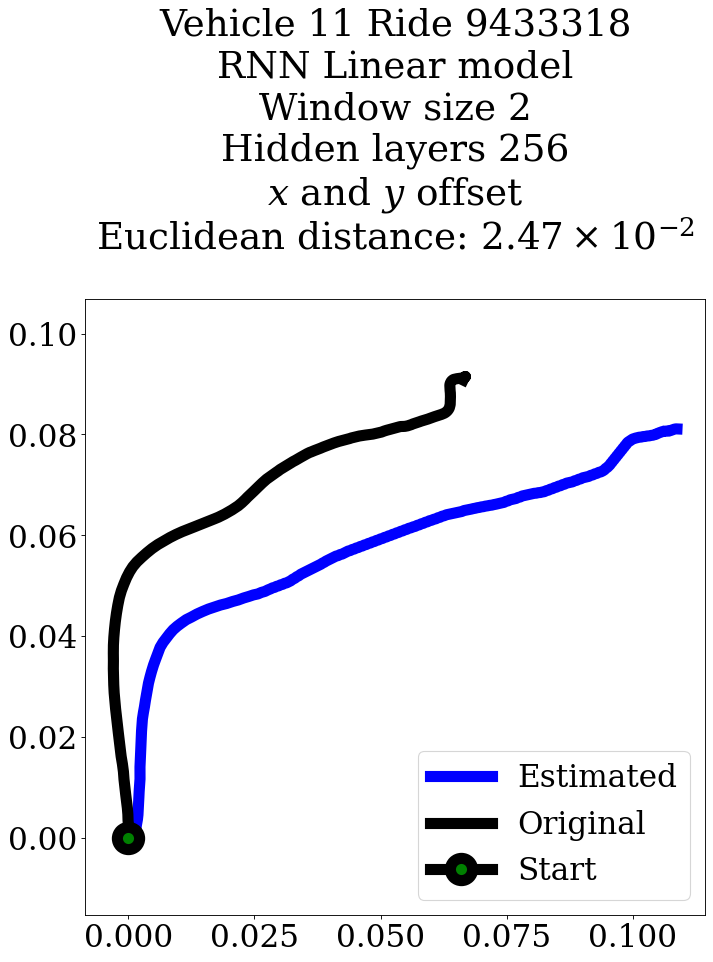 Vehicle 11 Ride 9433318
RNN Linear model
Window size 2
Hidden layers 256
x and y offset
Euclidean distance: 2.47 × 10⁻²
0.10
0.08
0.06
0.04
0.02
0.00
Estimated
Original
Start
0.000 0.025 0.050 0.075 0.100